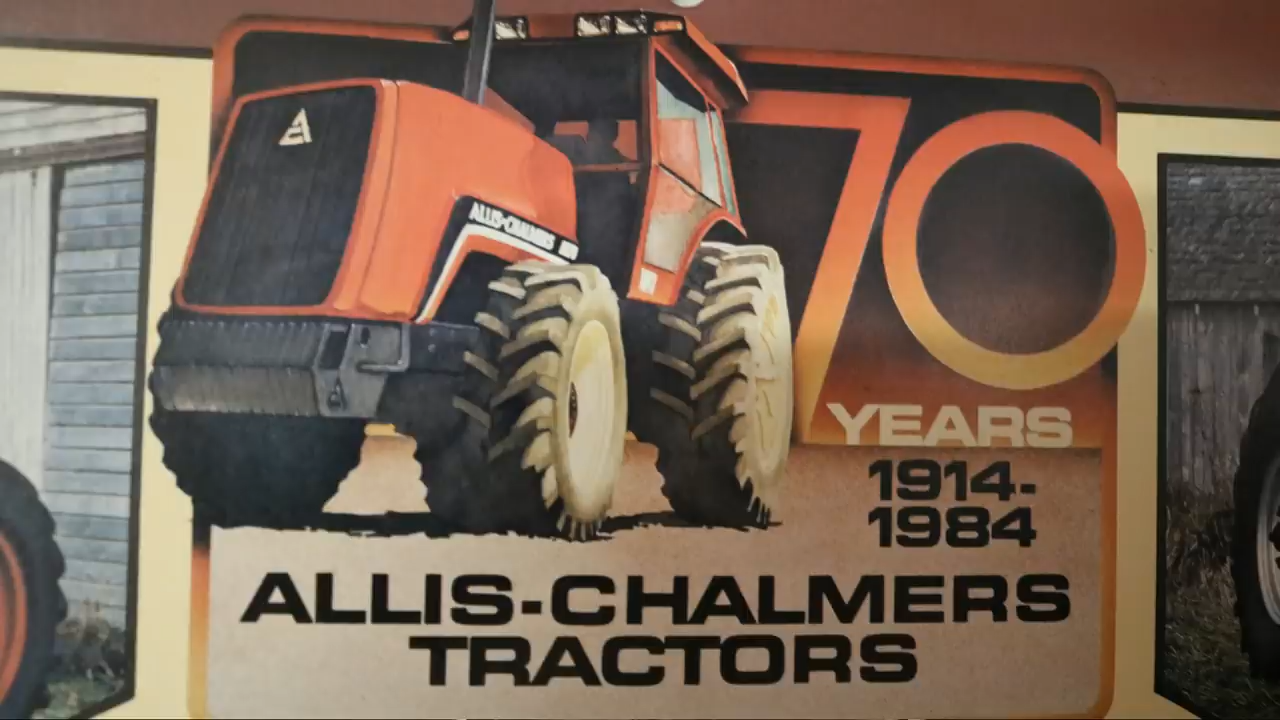 ALLIS-CHALMERS
70
YEARS
1914-
1984
ALLIS-CHALMERS
TRACTORS